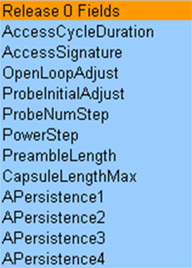 Release 0 Fields
AccessCycleDuration
AccessSignature
OpenLoopAdjust
ProbeInitialAdjust
ProbeNumStep
PowerStep
PreambleLength
CapsuleLengthMax
APersistence1
APersistence2
APersistence3
APersistence4